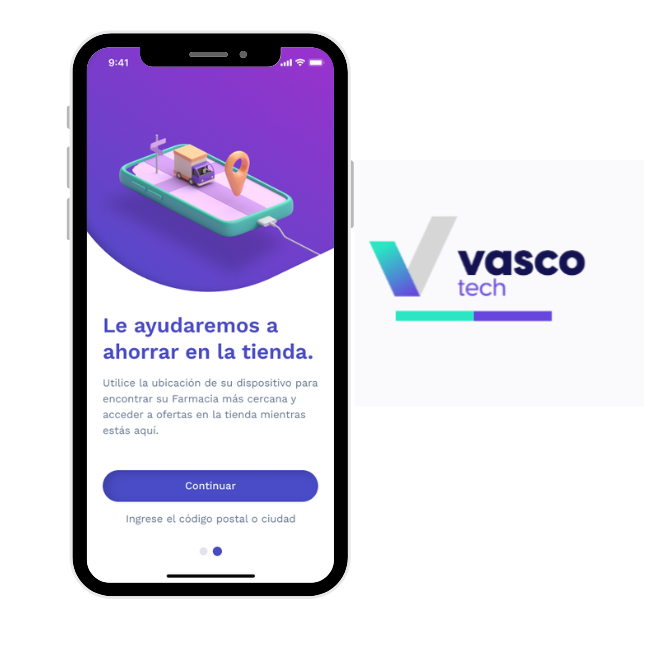 9:41
Le ayudaremos a
ahorrar en la tienda.
Utilice la ubicación de su dispositivo para
encontrar su Farmacia más cercana y
acceder a ofertas en la tienda mientras
estás aquí.
Continuar
Ingrese el código postal o ciudad
vasco
tech